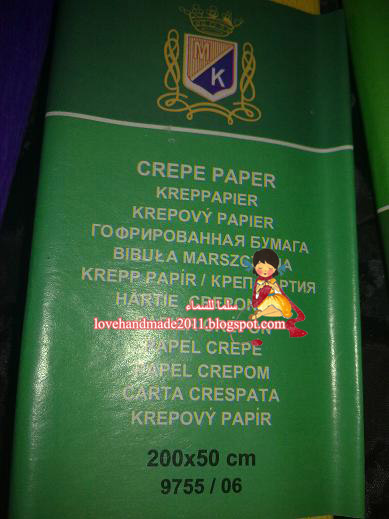 M
K
CREPE PAPER
KREPPAPIER
KREPOVÝ PAPIER
ГОФРИРОВАННАЯ БУМАГА
BIBUŁA
KREPP PAPÍR / КРЕП
HARTIE
lovehandmade2011.blogspot.com
PAPEL CREPE
PAPEL CREPOM
CARTA CRESPATA
KREPOVÝ PAPÍR
200x50 cm
9755 / 06